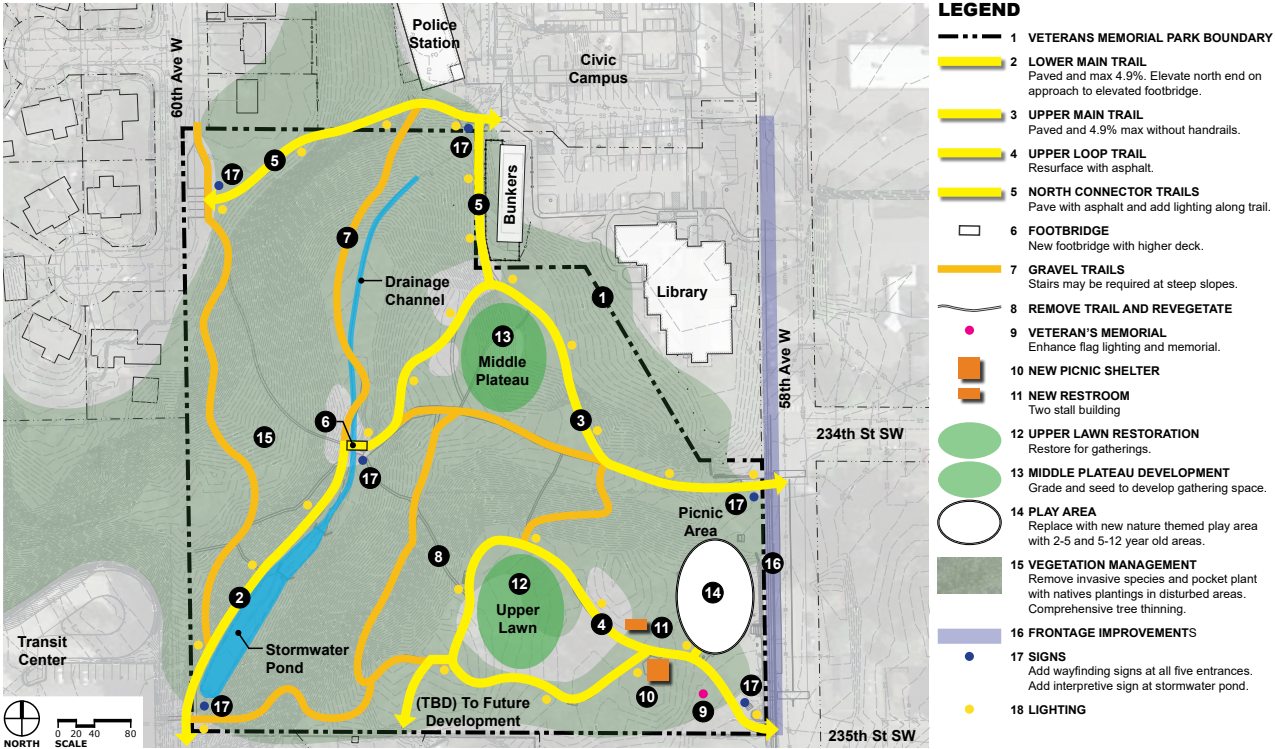 Police
Station
Civic
Campus
60th Ave W
17
5
17
Bunkers
5
7
Drainage
Channel
1
Library
13
Middle
Plateau
58th Ave W
6
3
234th St SW
15
17
17
Picnic
Area
8
16
2
12
Upper
Lawn
14
4
11
Transit
Center
Stormwater
Pond
10
17
17
9
(TBD) To Future
Development
235th St SW
NORTH
0 20 40 80
SCALE
LEGEND
1 VETERANS MEMORIAL PARK BOUNDARY
2 LOWER MAIN TRAIL
Paved and max 4.9%. Elevate north end on
approach to elevated footbridge.
3 UPPER MAIN TRAIL
Paved and 4.9% max without handrails.
4 UPPER LOOP TRAIL
Resurface with asphalt.
5 NORTH CONNECTOR TRAILS
Pave with asphalt and add lighting along trail.
6 FOOTBRIDGE
New footbridge with higher deck.
7 GRAVEL TRAILS
Stairs may be required at steep slopes.
8 REMOVE TRAIL AND REVEGETATE
9 VETERAN'S MEMORIAL
Enhance flag lighting and memorial.
10 NEW PICNIC SHELTER
11 NEW RESTROOM
Two stall building
12 UPPER LAWN RESTORATION
Restore for gatherings.
13 MIDDLE PLATEAU DEVELOPMENT
Grade and seed to develop gathering space.
14 PLAY AREA
Replace with new nature themed play area
with 2-5 and 5-12 year old areas.
15 VEGETATION MANAGEMENT
Remove invasive species and pocket plant
with natives plantings in disturbed areas.
Comprehensive tree thinning.
16 FRONTAGE IMPROVEMENTS
17 SIGNS
Add wayfinding signs at all five entrances.
Add interpretive sign at stormwater pond.
18 LIGHTING